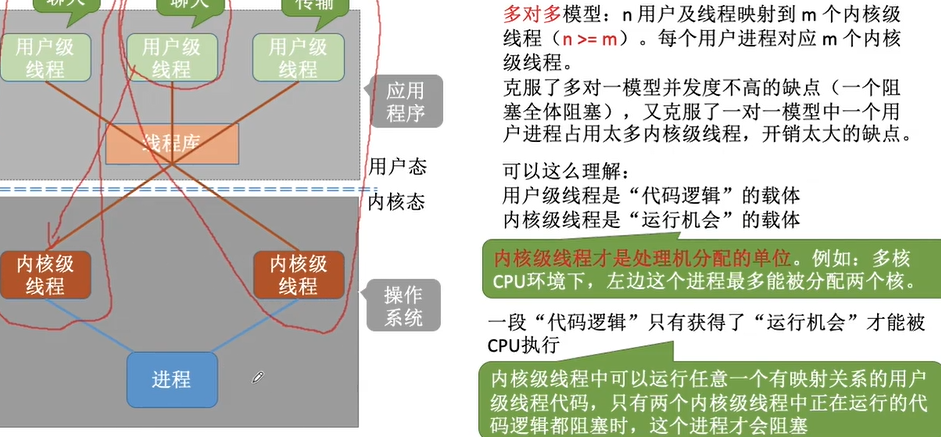 聊天
聊天
传输
用户级
线程
用户级
线程
用户级
线程
应用
程序
线程库
用户态
内核态
内核级
线程
内核级
线程
操作
系统
进程
多对多模型：n 用户及线程映射到 m 个内核级
线程（n >= m）。每个用户进程对应 m 个内核
级线程。
克服了多对一模型并发度不高的缺点（一个阻
塞全体阻塞），又克服了一对一模型中一个用
户进程占用太多内核级线程，开销太大的缺点。
可以这么理解：
用户级线程是“代码逻辑”的载体
内核级线程是“运行机会”的载体
内核级线程才是处理机分配的单位。例如：多核
CPU环境下，左边这个进程最多能被分配两个核。
一段“代码逻辑”只有获得了“运行机会”才能被
CPU执行
内核级线程中可以运行任意一个有映射关系的用户
级线程代码，只有两个内核级线程中正在运行的代
码逻辑都阻塞时，这个进程才会阻塞